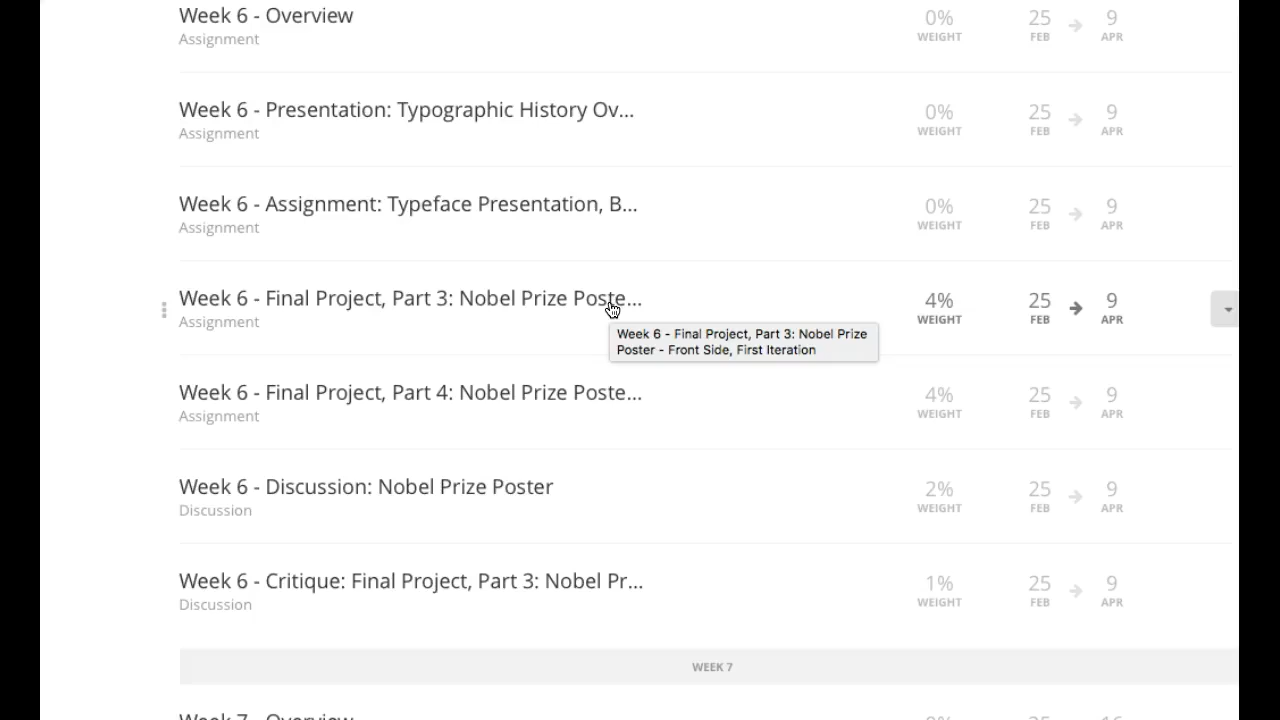 Week 6 - Overview
Assignment
0%
WEIGHT
25
FEB
9
APR
Week 6 - Presentation: Typographic History Ov...
Assignment
0%
WEIGHT
25
FEB
9
APR
Week 6 - Assignment: Typeface Presentation, B...
Assignment
0%
WEIGHT
25
FEB
9
APR
Week 6 - Final Project, Part 3: Nobel Prize Poste...
Assignment
4%
WEIGHT
25
FEB
9
APR
Week 6 - Final Project, Part 3: Nobel Prize
Poster - Front Side, First Iteration
Week 6 - Final Project, Part 4: Nobel Prize Poste...
Assignment
4%
WEIGHT
25
FEB
9
APR
Week 6 - Discussion: Nobel Prize Poster
Discussion
2%
WEIGHT
25
FEB
9
APR
Week 6 - Critique: Final Project, Part 3: Nobel Pr...
Discussion
1%
WEIGHT
25
FEB
9
APR
WEEK 7
Week 7 - Overview